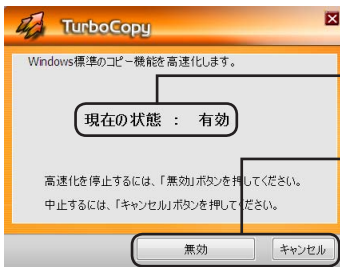 TurboCopy
Windows標準のコピー機能を高速化します。
現在の状態 ： 有効
高速化を停止するには、「無効」ボタンを押してください。
中止するには、「キャンセル」ボタンを押してください。
無効 キャンセル